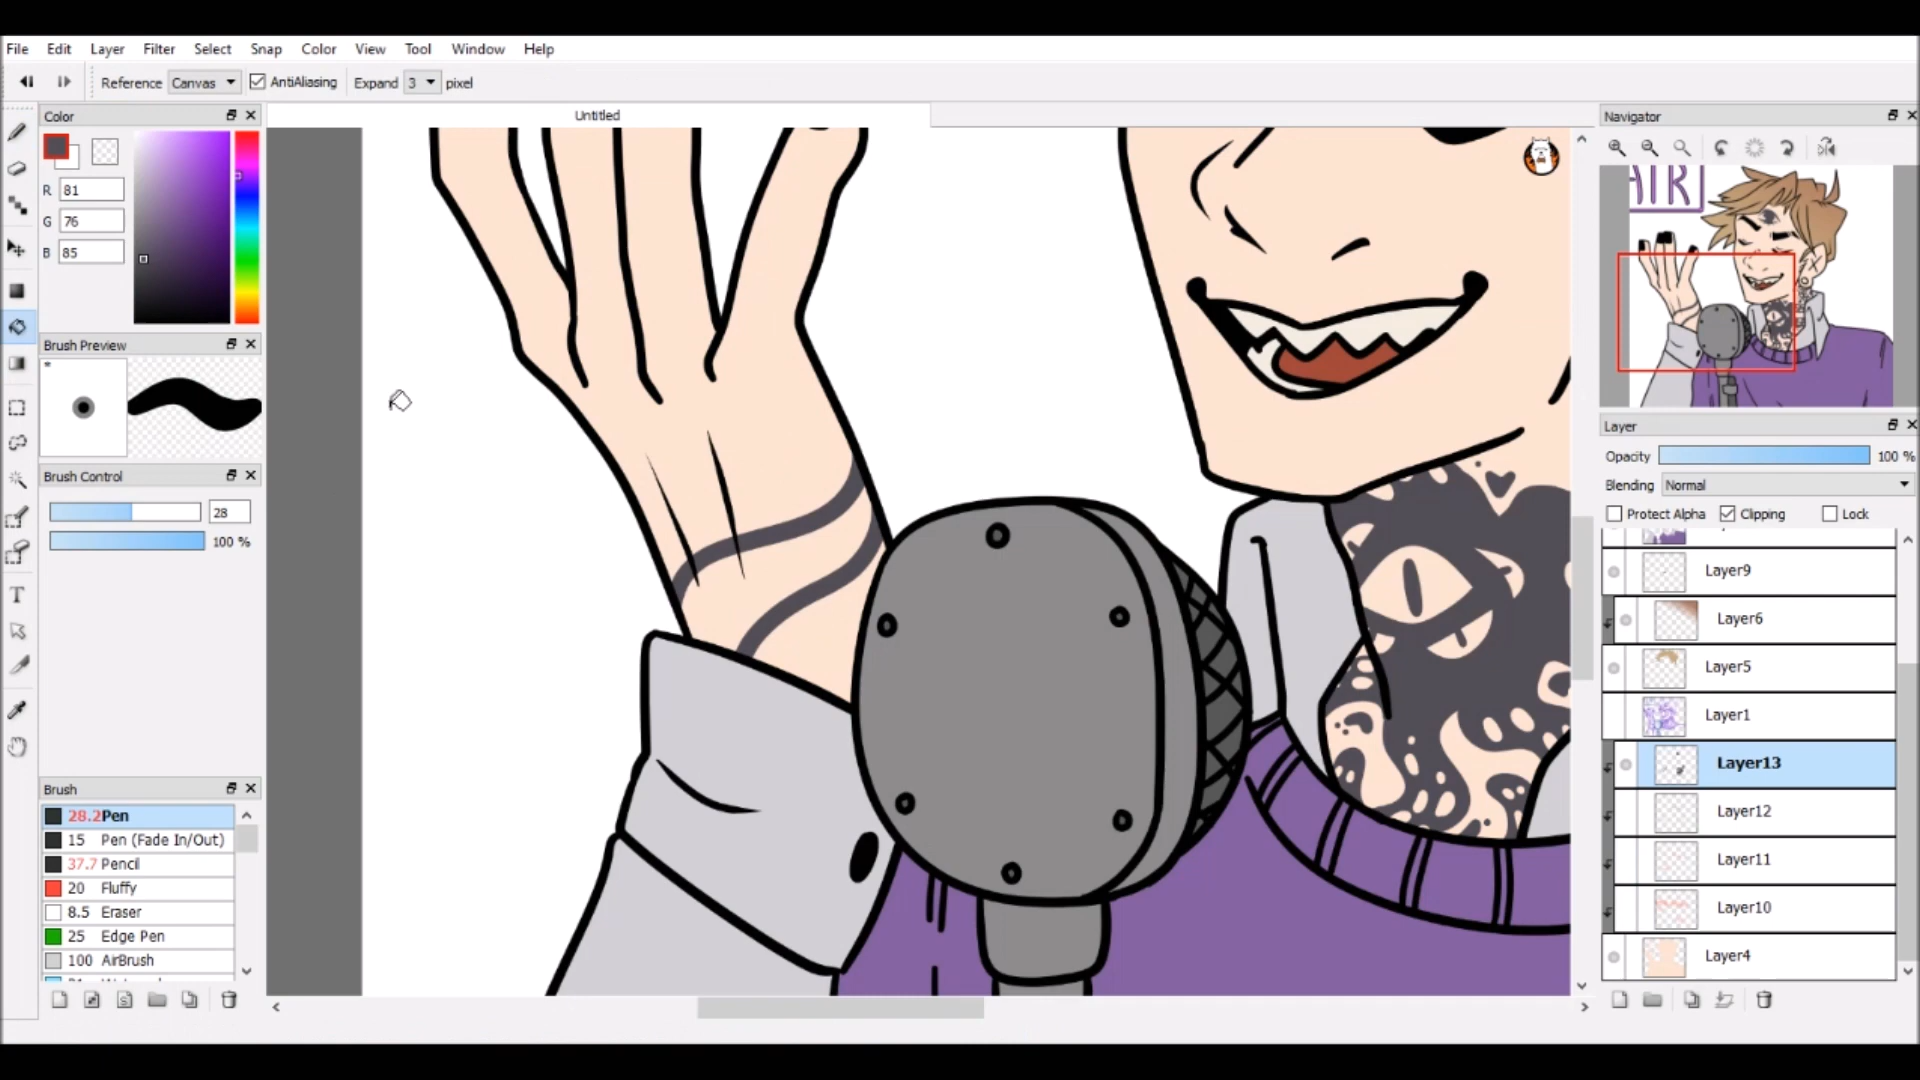 File Edit Layer Filter Select Snap Color View Tool Window Help
Reference Canvas AntiAliasing Expand 3 pixel
Color
Untitled
Navigator
R 81
G 76
B 85
AIR
Brush Preview
*
Layer
Opacity 100 %
Blending Normal
Brush Control
Protect Alpha Clipping Lock
28
100 %
Layer9
Layer6
Layer5
Layer1
Layer13
Layer12
Layer11
Layer10
Layer4
Brush
28.2 Pen
15 Pen (Fade In/Out)
37.7 Pencil
20 Fluffy
8.5 Eraser
25 Edge Pen
100 AirBrush